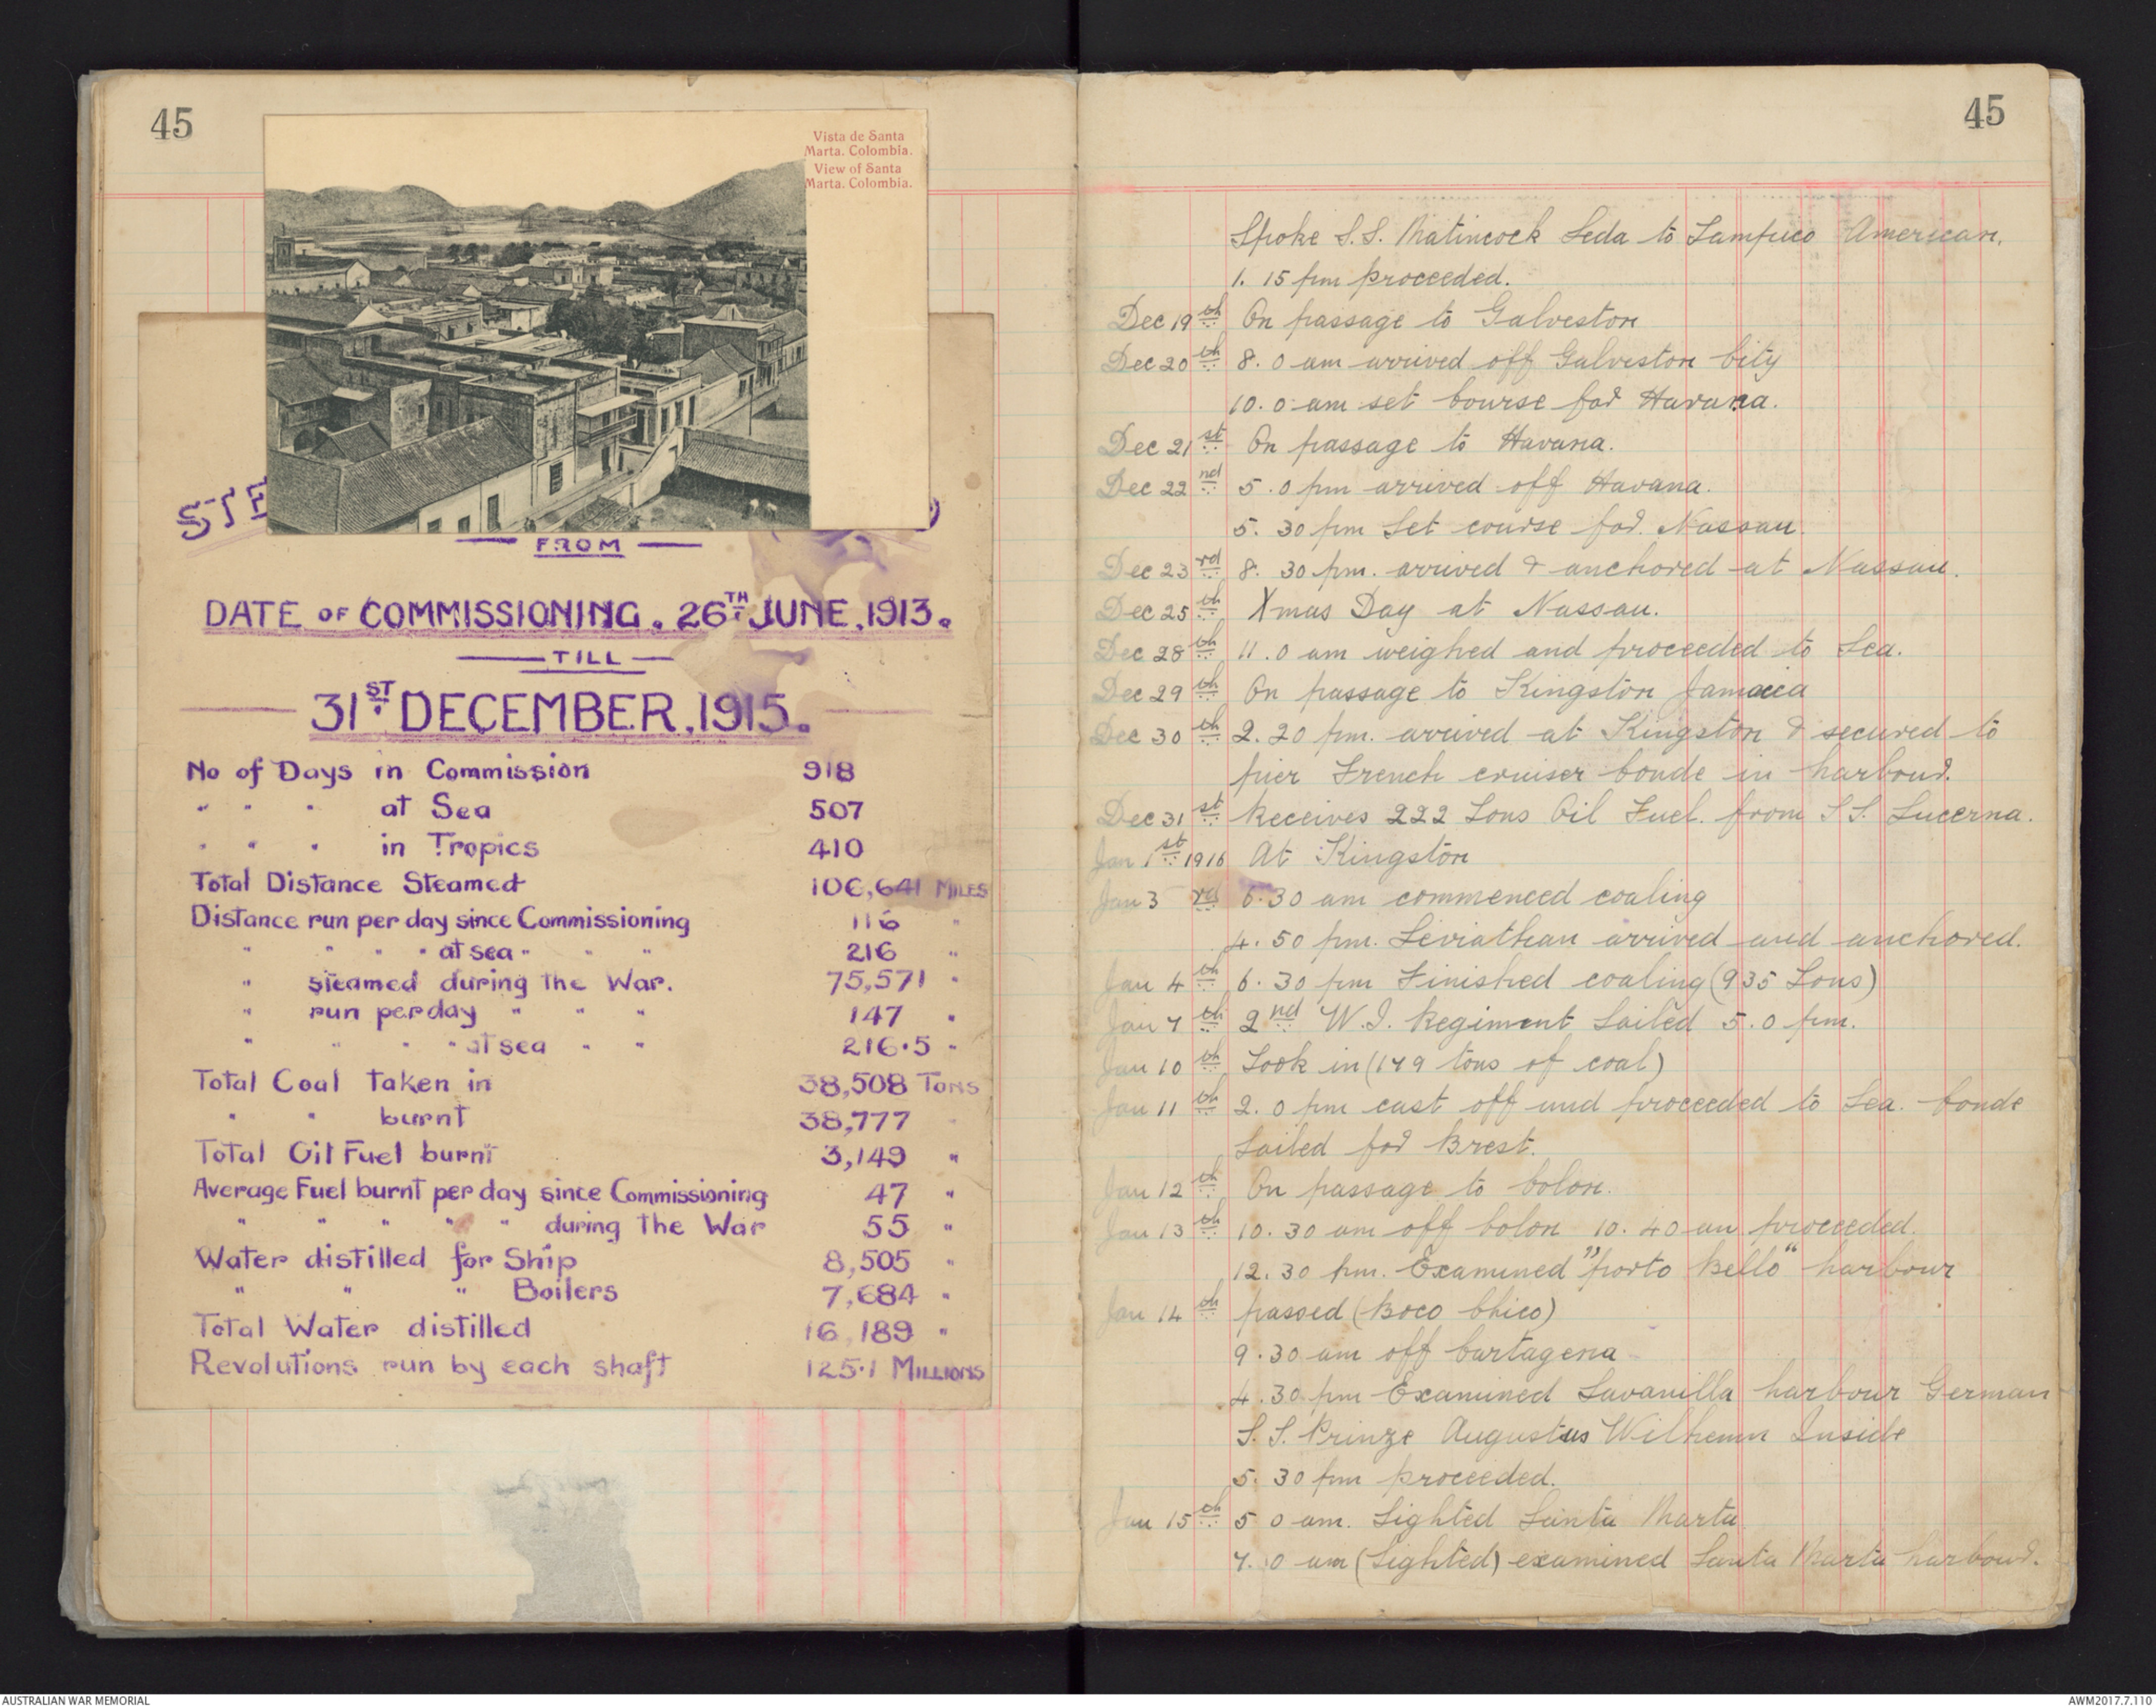 45
Vista de Santa
Marta. Colombia.
View of Santa
Marta. Colombia.
STE
FROM
DATE OF COMMISSIONING. 26TH JUNE, 1913.
TILL
31ST DECEMBER, 1915.
No of Days in Commission 918
" " " at Sea 507
" " " in Tropics 410
Total Distance Steamed 106,641 MILES
Distance run per day since Commissioning 116 "
" " " " at sea " " " 216 "
" steamed during the War. 75,571 "
" run per day " " " 147 "
" " " " at sea " " 216.5 "
Total Coal taken in 38,508 TONS
" " burnt 38,777 "
Total Oil Fuel burnt 3,149 "
Average Fuel burnt per day since Commissioning 47 "
" " " " " during the War 55 "
Water distilled for Ship 8,505 "
" " " Boilers 7,684 "
Total Water distilled 16,189 "
Revolutions run by each shaft 125.1 MILLIONS
45
Spoke S.S. Matincock Leda to Tampico American.
1. 15 pm proceeded.
Dec 19th On passage to Galveston
Dec 20th 8. 0 am arrived off Galveston City
10. 0 am set Course for Havana.
Dec 21st On passage to Havana.
Dec 22nd 5. 0 pm arrived off Havana.
5. 30 pm Set course for Nassau.
Dec 23rd 8. 30 pm. arrived & anchored at Nassau.
Dec 25th Xmas Day at Nassau.
Dec 28th 11. 0 am weighed and proceeded to Sea.
Dec 29th On passage to Kingston Jamacia
Dec 30th 2. 20 pm. arrived at Kingston & secured to
pier French cruiser Conde in harbour.
Dec 31st Receives 222 Tons Oil Fuel. from S S. Lucerna.
Jan 1st 1916 At Kingston
Jan 3rd 6. 30 am commenced coaling
4. 50 pm. Leviathan arrived and anchored.
Jan 4th 6. 30 pm Finished coaling (935 Tons)
Jan 7th 2nd W.I. Regiment Sailed 5. 0 pm.
Jan 10th Took in (179 tons of coal)
Jan 11th 2. 0 pm cast off and proceeded to Sea. Conde
Sailed for Brest.
Jan 12th On passage to Colon.
Jan 13th 10. 30 am off Colon 10. 40 am proceeded.
12. 30 pm. Examined "Porto Bello" harbour
Jan 14th passed (Boco Chico)
9. 30 am off Cartagena
4. 30 pm Examined Savanilla harbour German
S. S. Prinze Augustus Wilhemn Inside
5. 30 pm proceeded.
Jan 15th 5 0 am. Sighted Santa Marta
7. 0 am (Sighted) examined Santa Marta harbour.
AUSTRALIAN WAR MEMORIAL
AWM2017.7.110